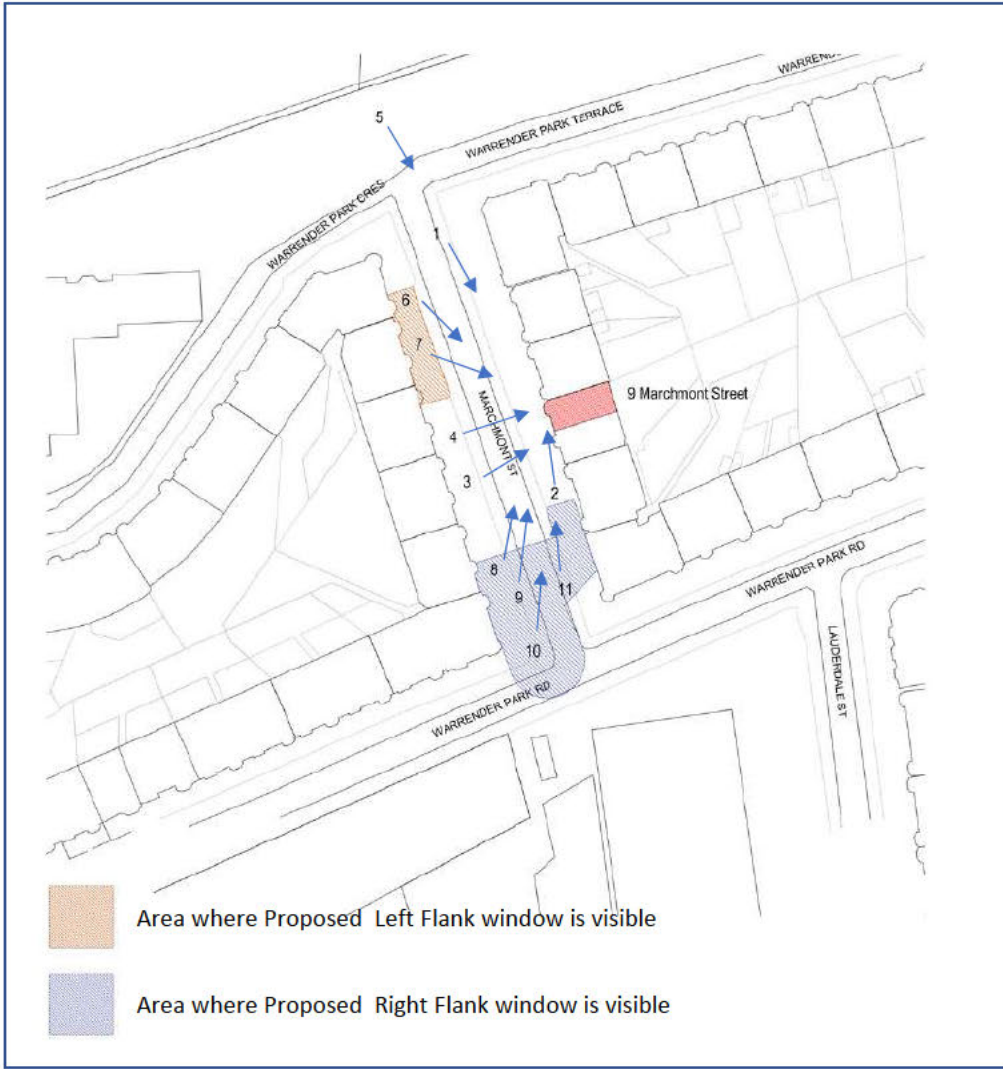 WARREND
5
WARRENDER PARK TERRACE
WARRENDER PARK CRES
1
6
7
9 Marchmont Street
MARCHMONT ST
4
3
2
8
9
11
10
WARRENDER PARK RD
WARRENDER PARK RD
LAUDERDALE ST
Area where Proposed Left Flank window is visible
Area where Proposed Right Flank window is visible